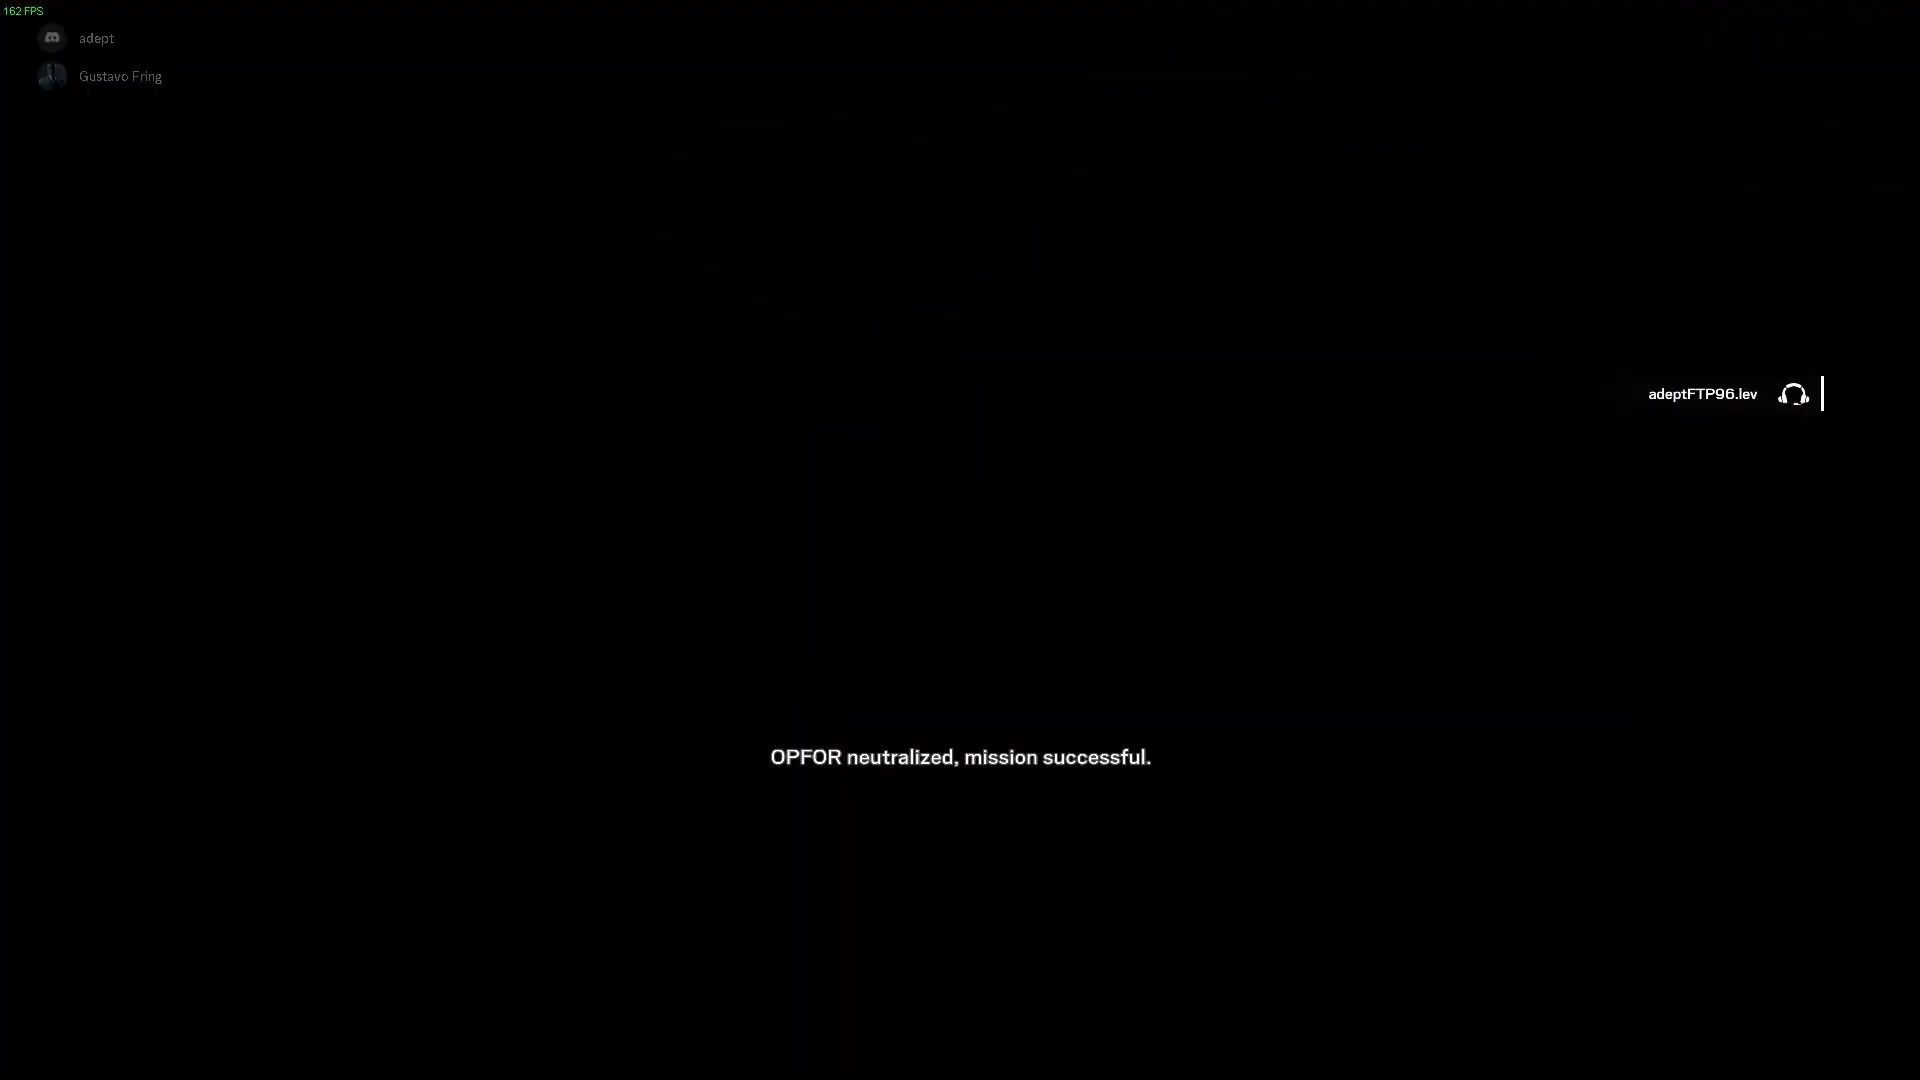 162 FPS
adept
Gustavo Fring
adeptFTP96.lev
OPFOR neutralized, mission successful.